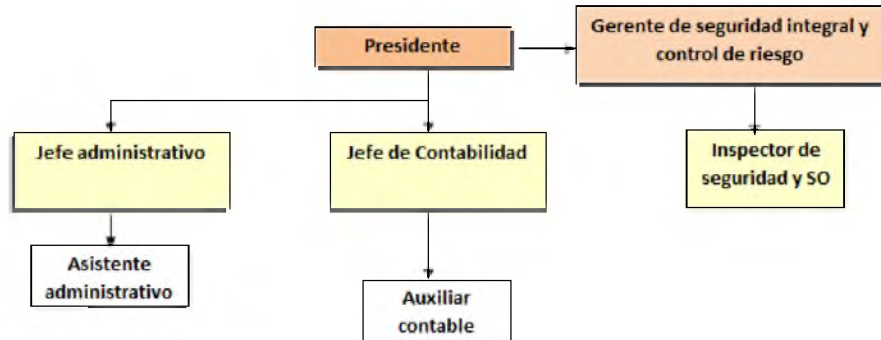 Presidente
Gerente de seguridad integral y
control de riesgo
Jefe administrativo
Jefe de Contabilidad
Inspector de
seguridad y SO
Asistente
administrativo
Auxiliar
contable